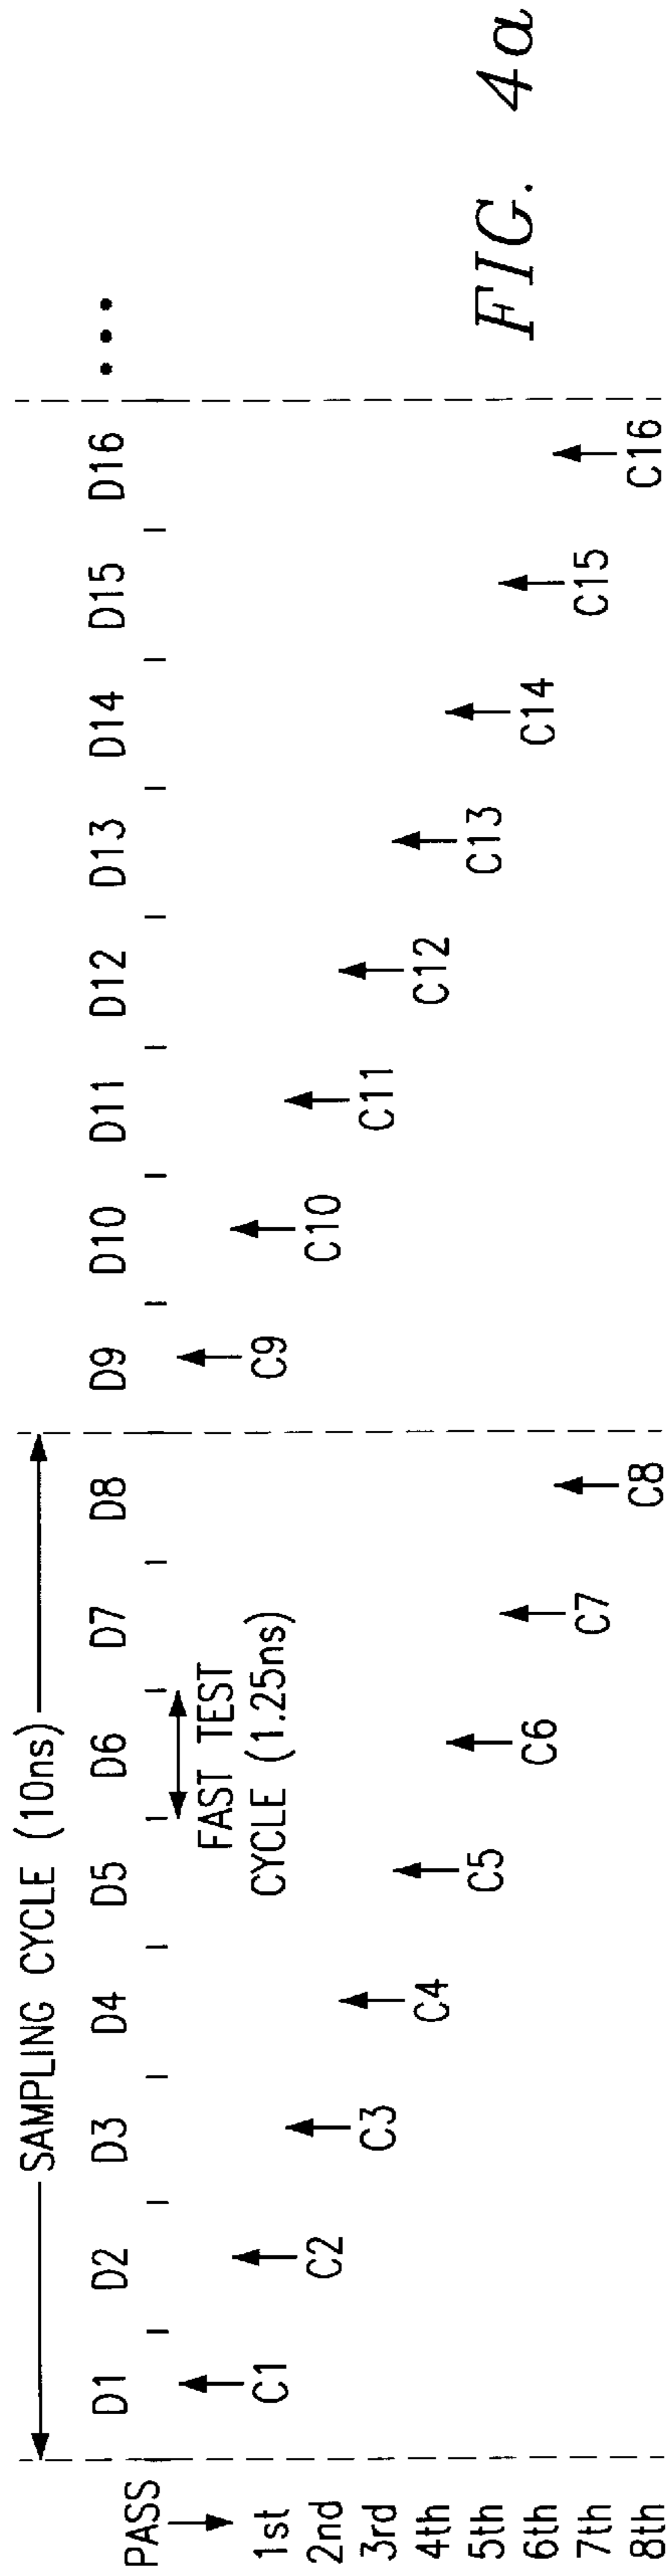 SAMPLING CYCLE (10ns)
D1 D2 D3 D4 D5 D6 D7 D8 D9 D10 D11 D12 D13 D14 D15 D16 •••
PASS
FAST TEST
CYCLE (1.25ns)
1st C1 C9
2nd C2 C10
3rd C3 C11
4th C4 C12
5th C5 C13
6th C6 C14
7th C7 C15
8th C8 C16
FIG. 4a